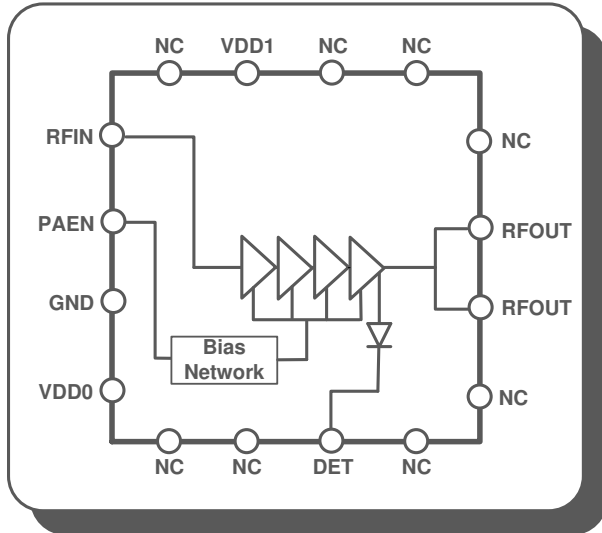 NC VDD1 NC NC
RFIN
NC
PAEN
RFOUT
GND
RFOUT
Bias
Network
VDD0
NC
NC NC DET NC